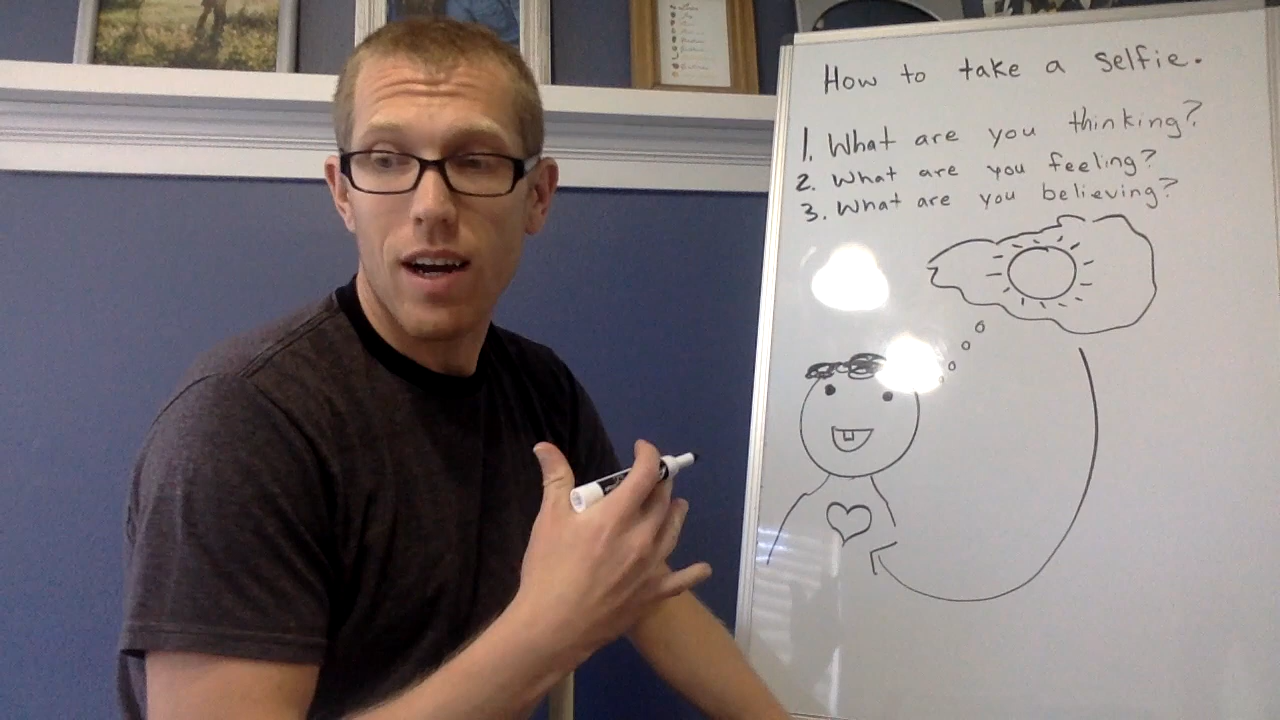 How to take a selfie.
1. What are you thinking?
2. What are you feeling?
3. What are you believing?